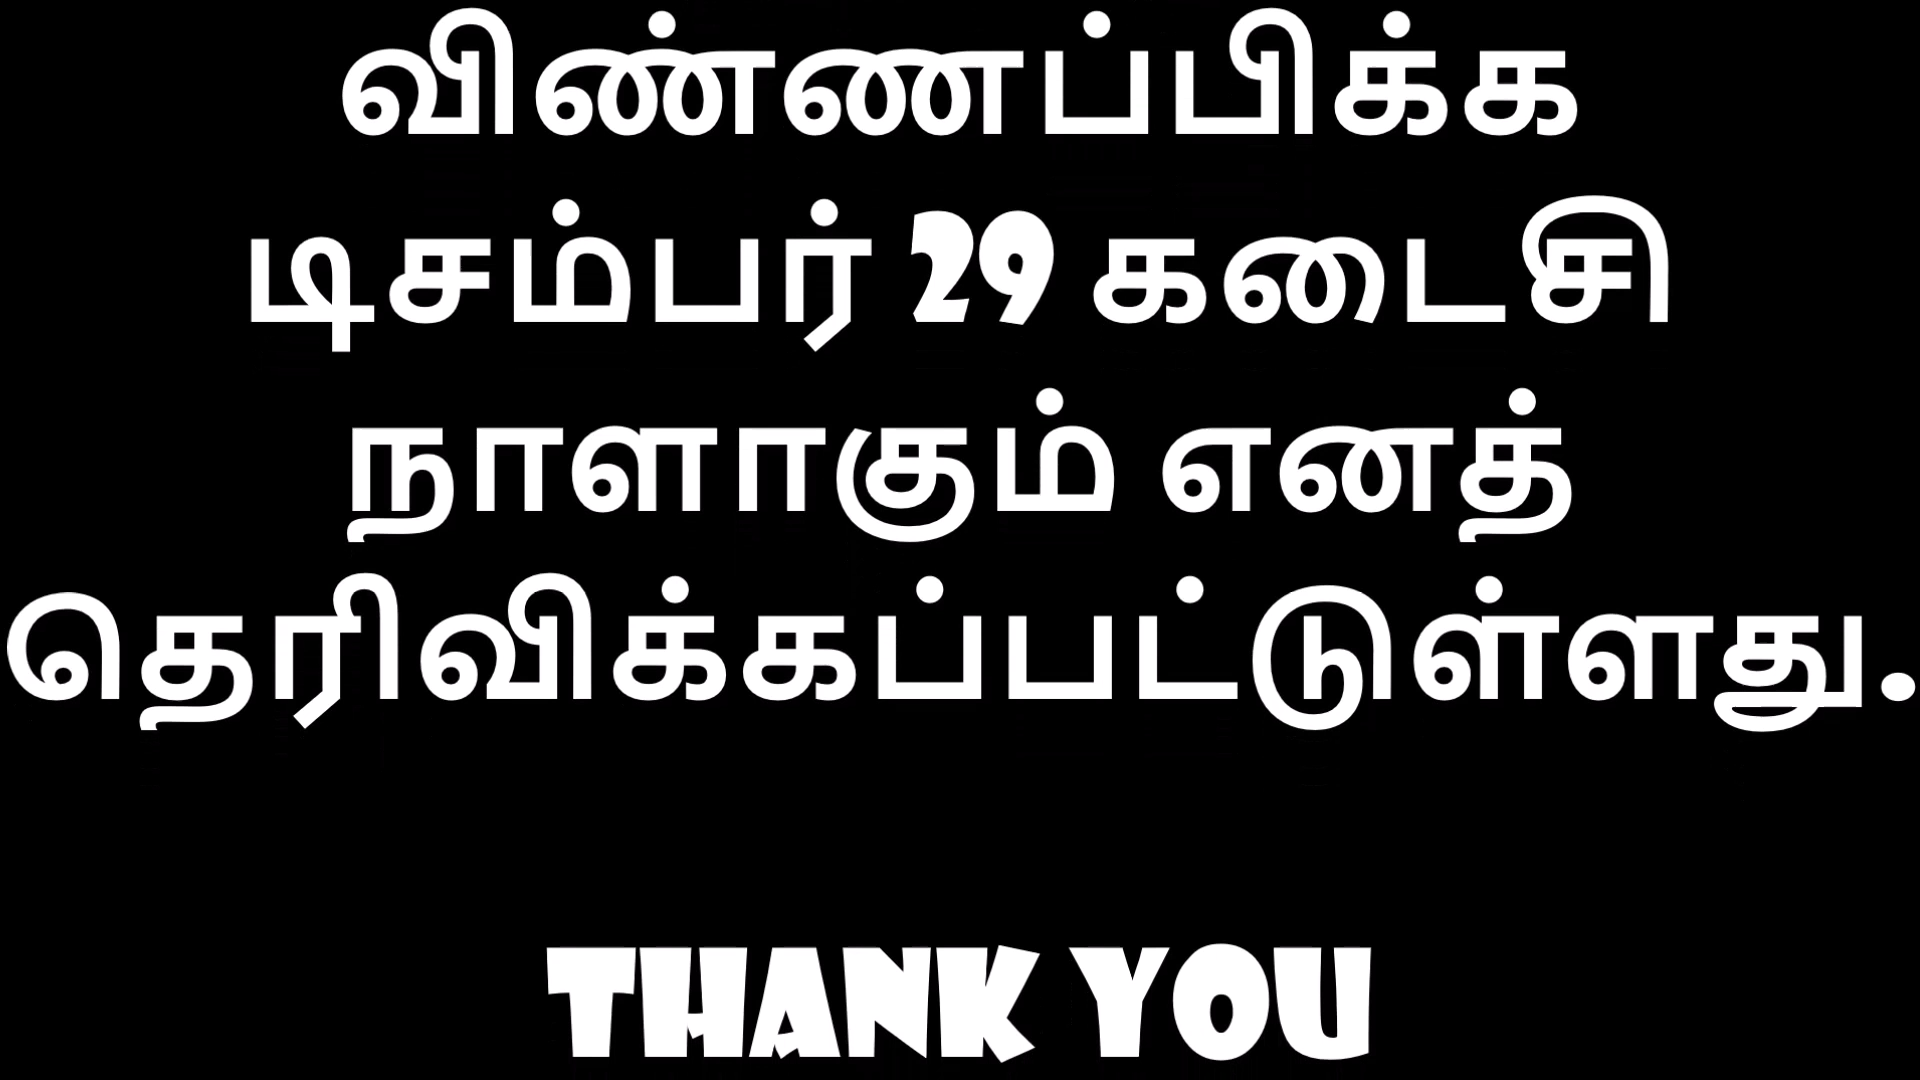 விண்ணப்பிக்க
டிசம்பர் 29 கடைசி
நாளாகும் எனத்
தெரிவிக்கப்பட்டுள்ளது.
THANK YOU